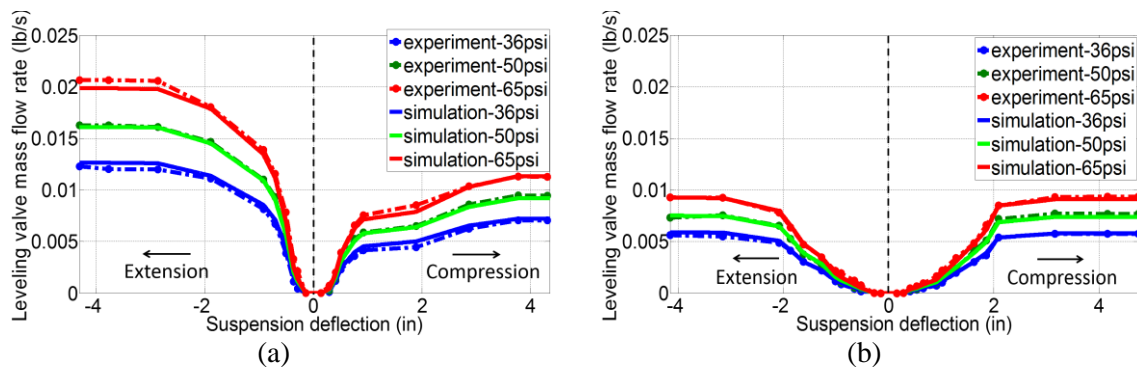 Leveling valve mass flow rate (lb/s)
0.025
0.02
0.015
0.01
0.005
0
experiment-36psi
experiment-50psi
experiment-65psi
simulation-36psi
simulation-50psi
simulation-65psi
Extension
Compression
-4 -2 0 2 4
Suspension deflection (in)
(a)
Leveling valve mass flow rate (lb/s)
0.025
0.02
0.015
0.01
0.005
0
experiment-36psi
experiment-50psi
experiment-65psi
simulation-36psi
simulation-50psi
simulation-65psi
Extension
Compression
-4 -2 0 2 4
Suspension deflection (in)
(b)